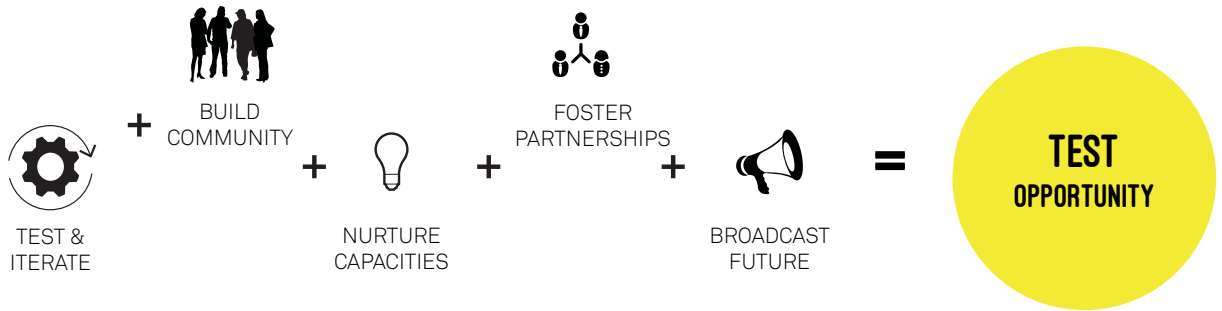 TEST &
ITERATE
+
BUILD
COMMUNITY
+
NURTURE
CAPACITIES
+
FOSTER
PARTNERSHIPS
+
BROADCAST
FUTURE
=
TEST
OPPORTUNITY